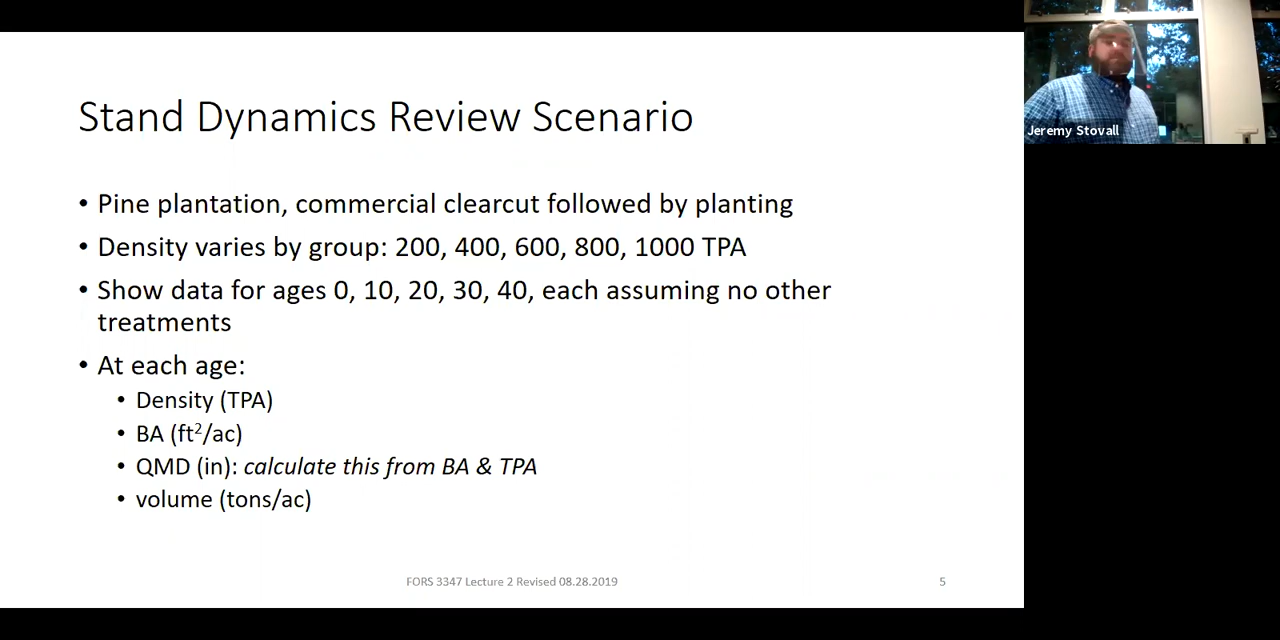 Stand Dynamics Review Scenario
• Pine plantation, commercial clearcut followed by planting
• Density varies by group: 200, 400, 600, 800, 1000 TPA
• Show data for ages 0, 10, 20, 30, 40, each assuming no other
treatments
• At each age:
• Density (TPA)
• BA (ft²/ac)
• QMD (in): calculate this from BA & TPA
• volume (tons/ac)
FORS 3347 Lecture 2 Revised 08.28.2019
5
Jeremy Stovall